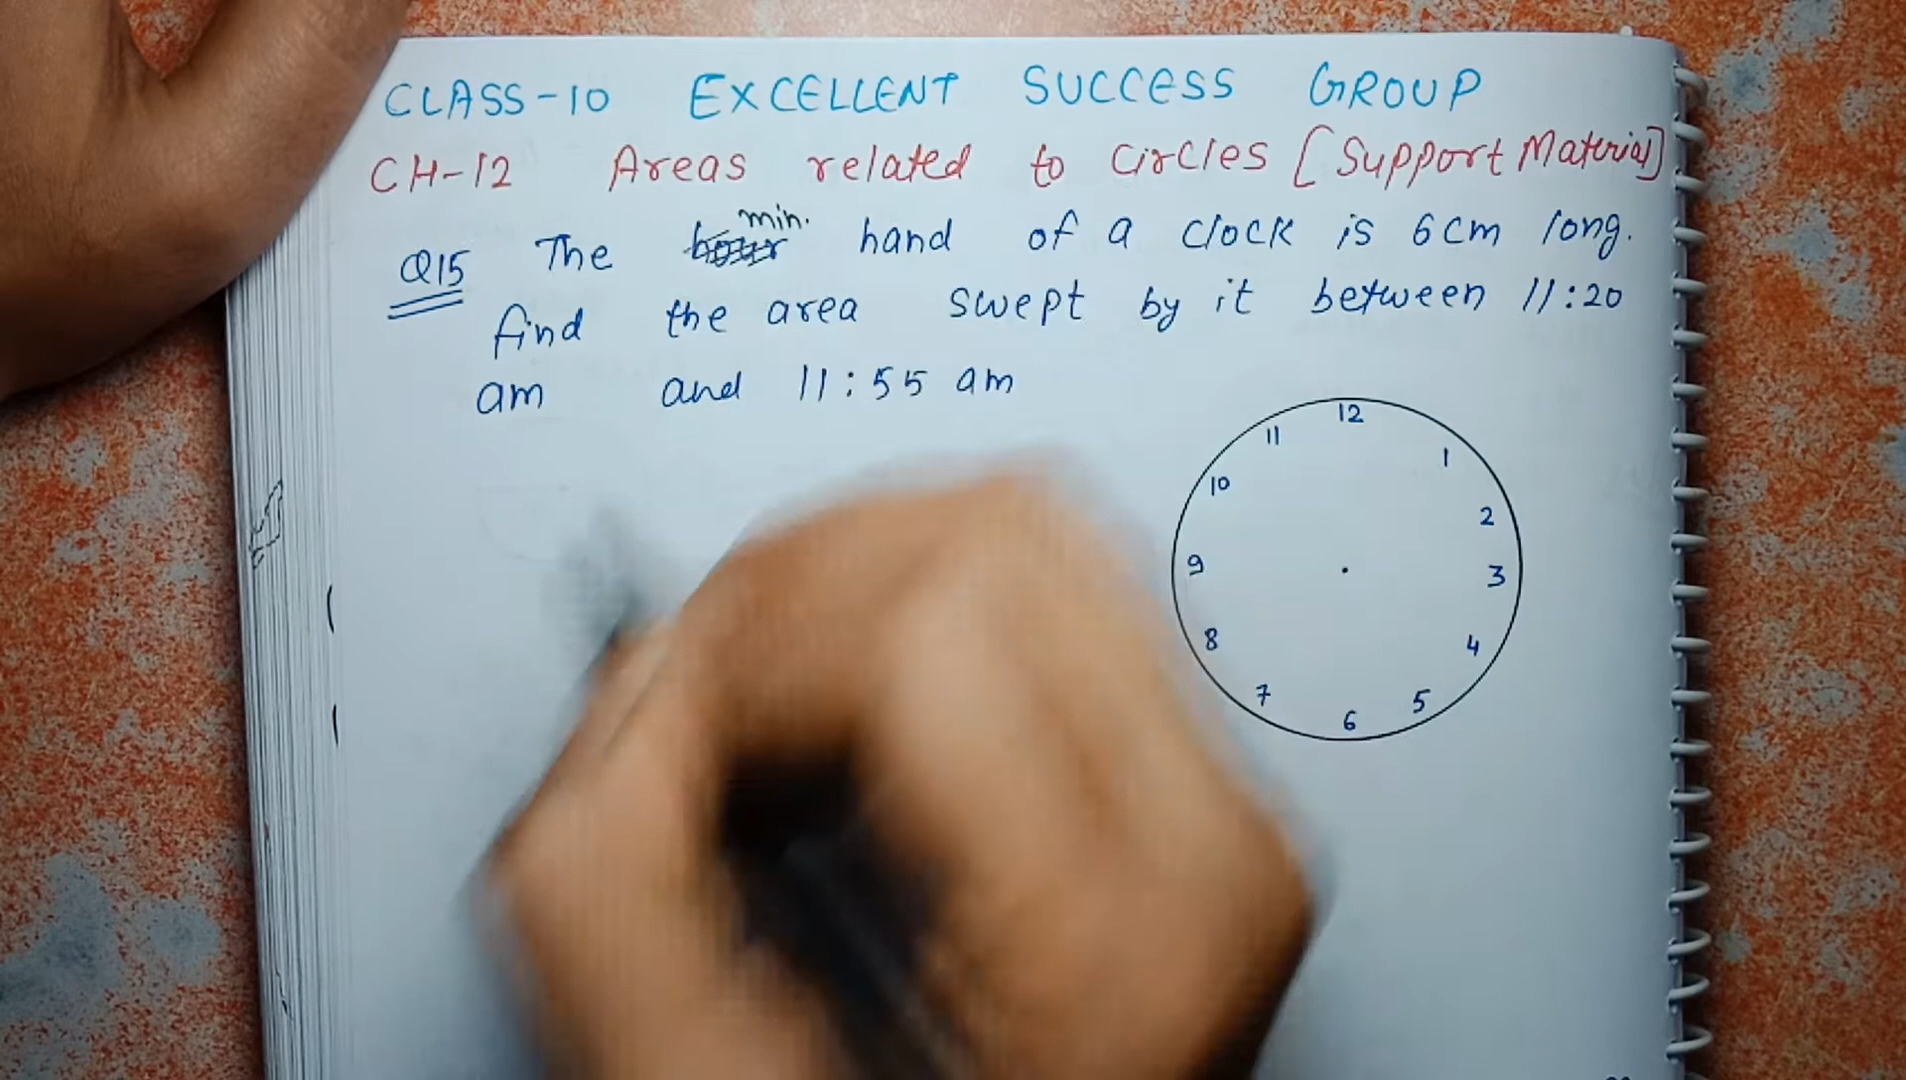 CLASS-10 EXCELLENT SUCCESS GROUP
CH-12 Areas related to circles [Support Material]
min.
Q15 The hour hand of a clock is 6cm long.
find the area swept by it between 11:20
am and 11:55 am
12
11
1
10
2
9
3
8
4
7
5
6